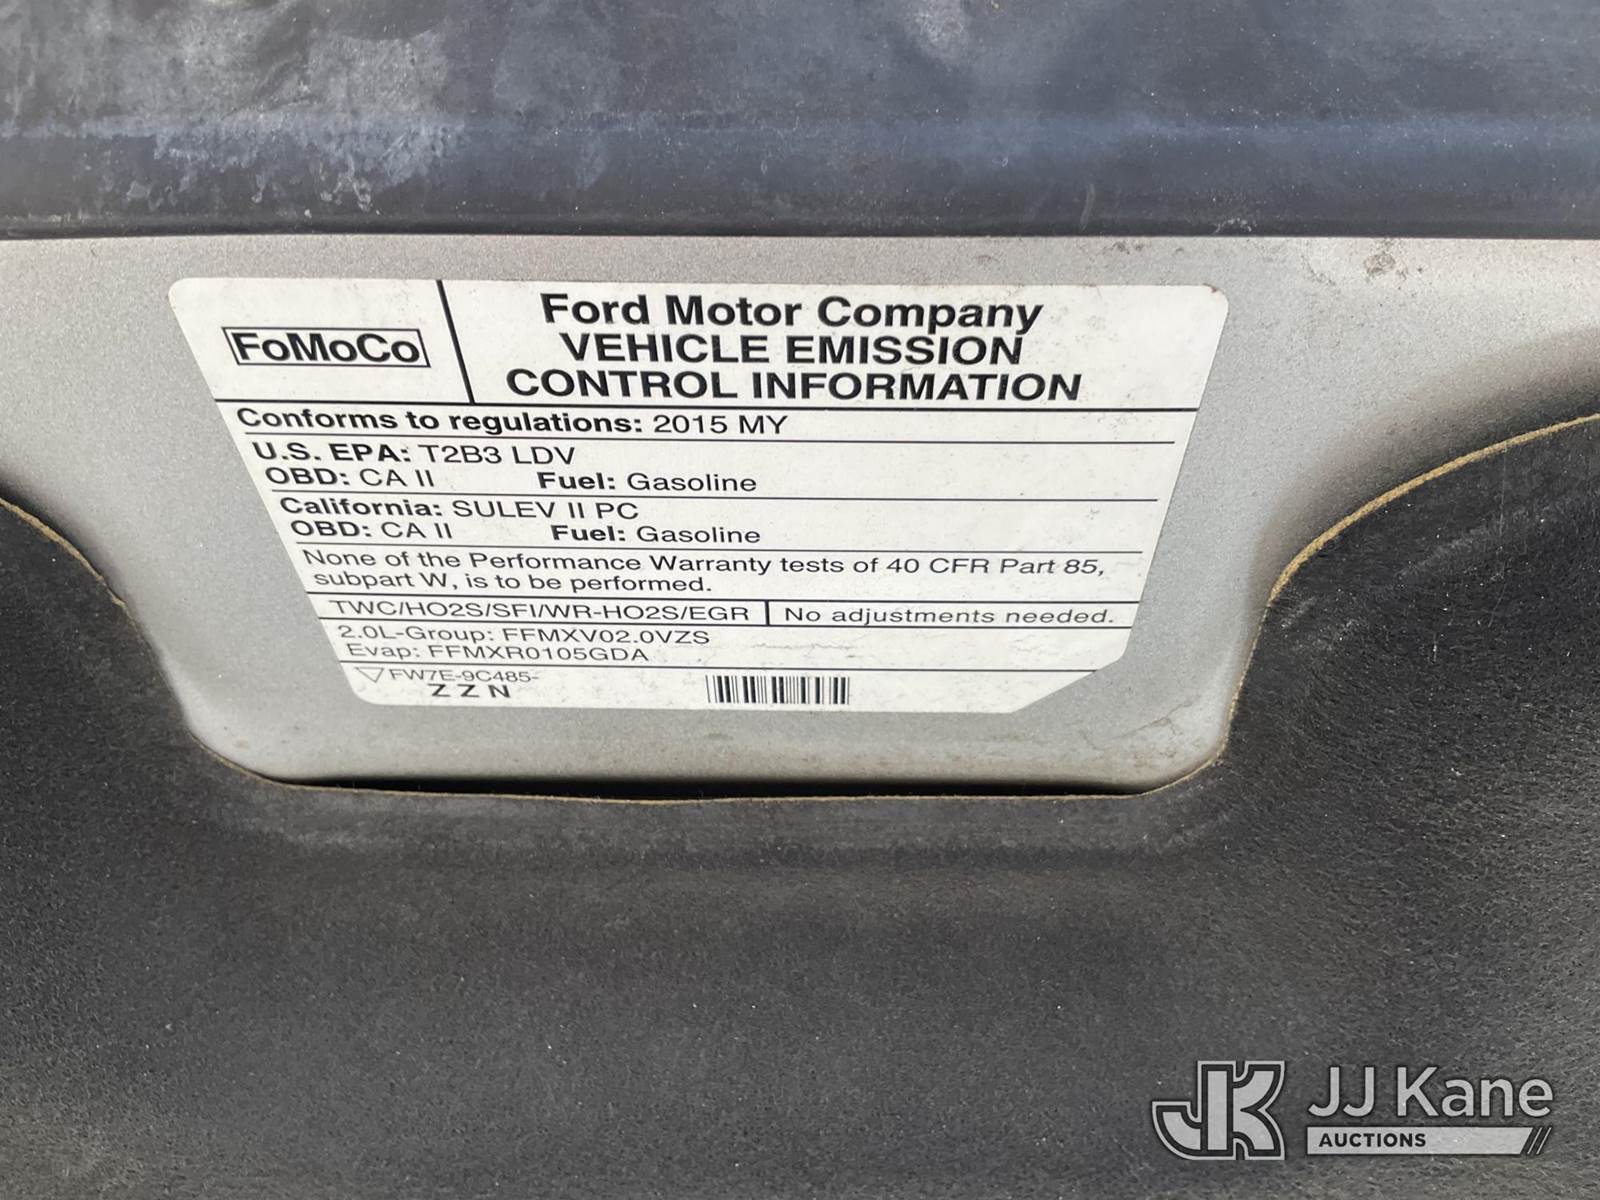 FoMoCo
Ford Motor Company
VEHICLE EMISSION
CONTROL INFORMATION
Conforms to regulations: 2015 MY
U.S. EPA: T2B3 LDV
OBD: CA II Fuel: Gasoline
California: SULEV II PC
OBD: CA II Fuel: Gasoline
None of the Performance Warranty tests of 40 CFR Part 85,
subpart W, is to be performed.
TWC/HO2S/SFI/WR-HO2S/EGR No adjustments needed.
2.0L-Group: FFMXV02.0VZS
Evap: FFMXR0105GDA
FW7E-9C485-
ZZN
JK JJ Kane
AUCTIONS